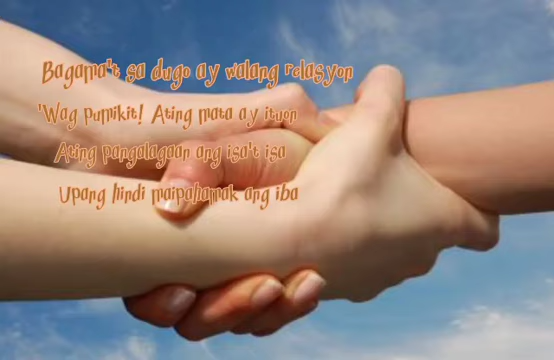 Bagama't sa dugo ay walang relasyon
'Wag pumikit! Ating mata ay ituon
Ating pangalagaan ang isa't isa
Upang hindi maipahamak ang iba